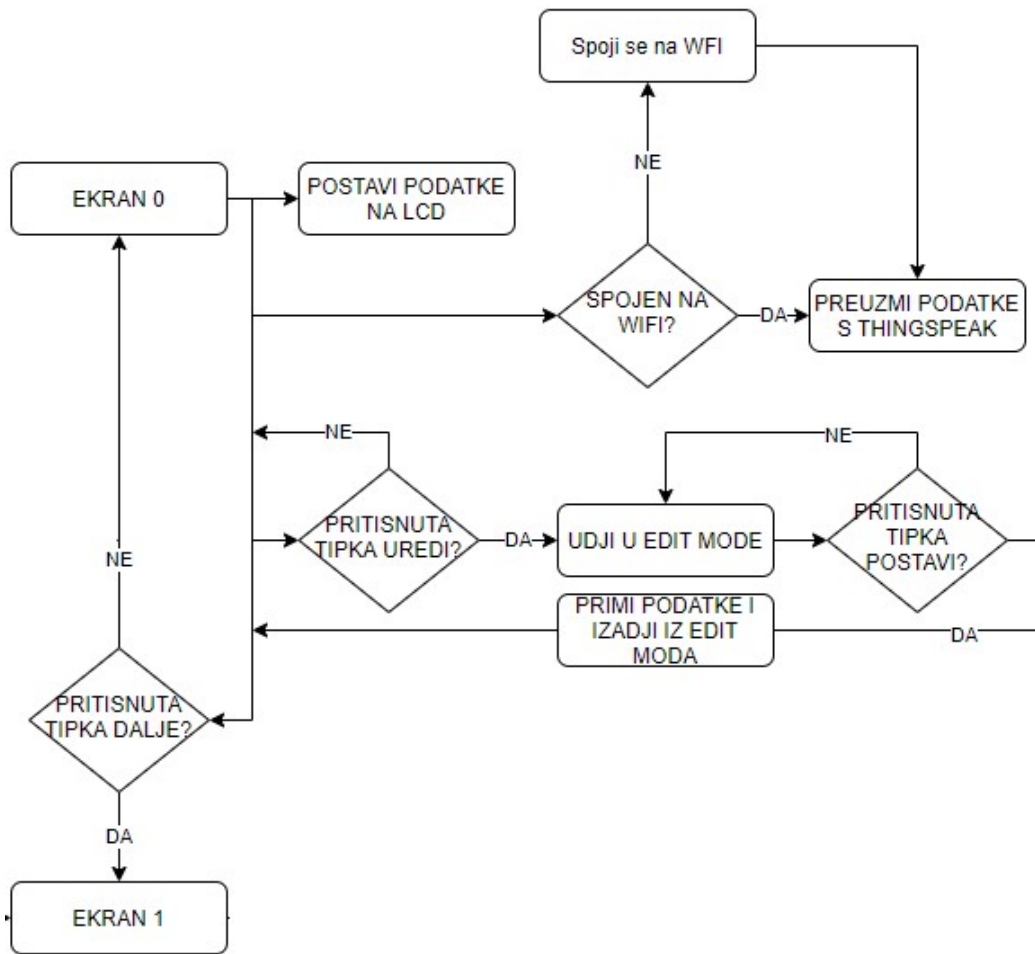 Spoji se na WFI
NE
EKRAN 0
POSTAVI PODATKE
NA LCD
SPOJEN NA
WIFI?
DA
PREUZMI PODATKE
S THINGSPEAK
NE
NE
PRITISNUTA
TIPKA UREDI?
DA
UDJI U EDIT MODE
PRITISNUTA
TIPKA
POSTAVI?
NE
PRIMI PODATKE I
IZADJI IZ EDIT
MODA
DA
PRITISNUTA
TIPKA DALJE?
DA
EKRAN 1